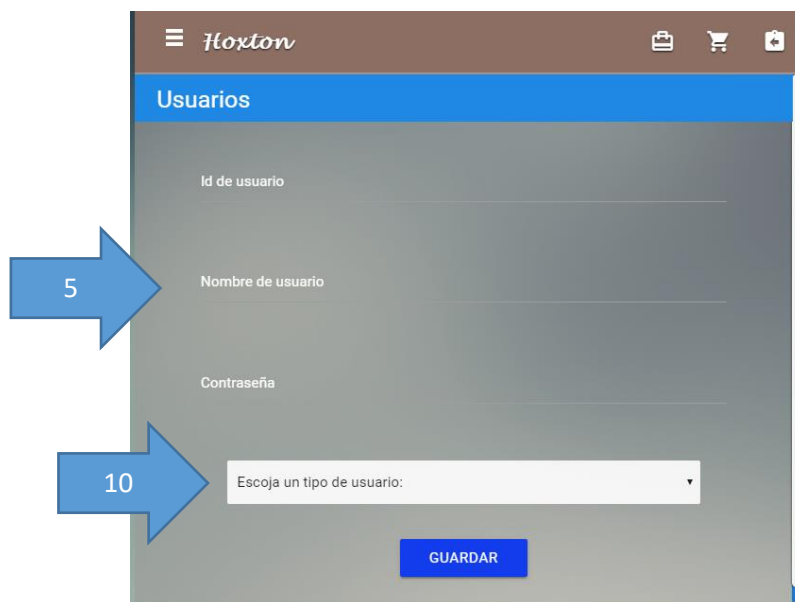 Hoxton
Usuarios
Id de usuario
5
Nombre de usuario
Contraseña
10
Escoja un tipo de usuario:
GUARDAR